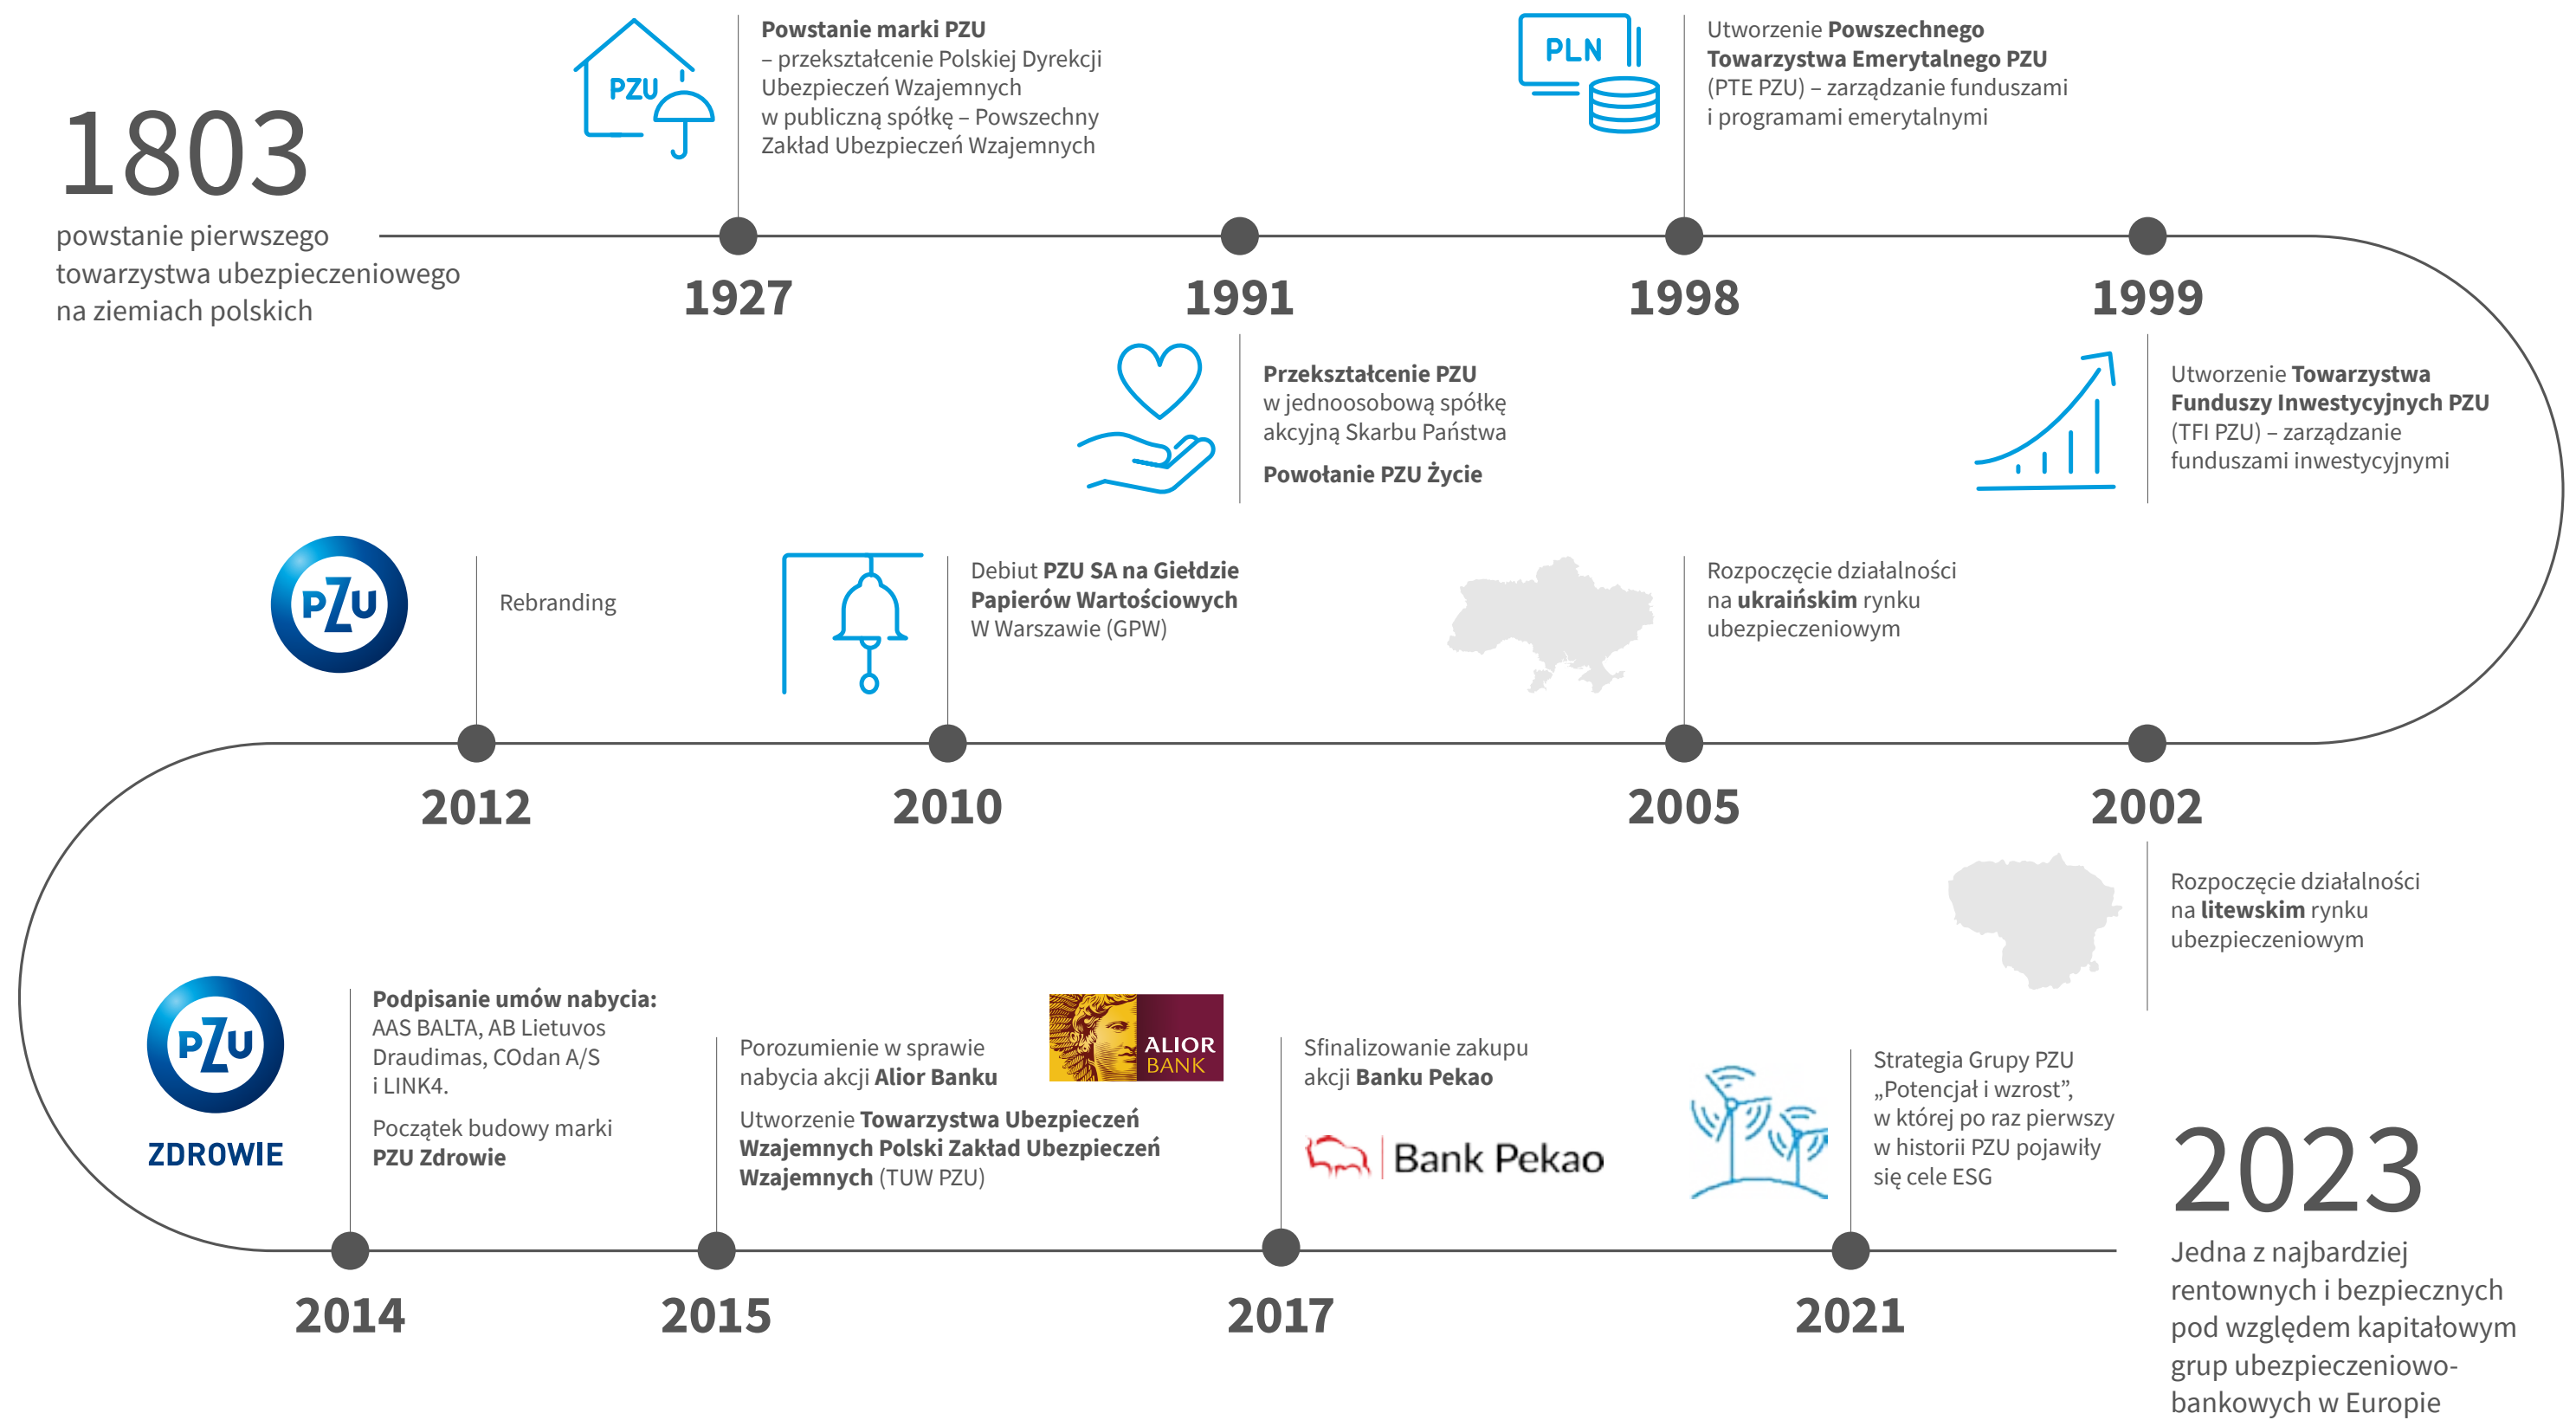 1803
powstanie pierwszego
towarzystwa ubezpieczeniowego
na ziemiach polskich
PZU
Powstanie marki PZU
– przekształcenie Polskiej Dyrekcji
Ubezpieczeń Wzajemnych
w publiczną spółkę – Powszechny
Zakład Ubezpieczeń Wzajemnych
1927
1991
Przekształcenie PZU
w jednoosobową spółkę
akcyjną Skarbu Państwa
Powołanie PZU Życie
PLN
Utworzenie Powszechnego
Towarzystwa Emerytalnego PZU
(PTE PZU) – zarządzanie funduszami
i programami emerytalnymi
1998
1999
Utworzenie Towarzystwa
Funduszy Inwestycyjnych PZU
(TFI PZU) – zarządzanie
funduszami inwestycyjnymi
2002
Rozpoczęcie działalności
na litewskim rynku
ubezpieczeniowym
Rozpoczęcie działalności
na ukraińskim rynku
ubezpieczeniowym
2005
Debiut PZU SA na Giełdzie
Papierów Wartościowych
W Warszawie (GPW)
2010
PZU
Rebranding
2012
PZU
ZDROWIE
Podpisanie umów nabycia:
AAS BALTA, AB Lietuvos
Draudimas, COdan A/S
i LINK4.
Początek budowy marki
PZU Zdrowie
2014
Porozumienie w sprawie
nabycia akcji Alior Banku
ALIOR
BANK
Utworzenie Towarzystwa Ubezpieczeń
Wzajemnych Polski Zakład Ubezpieczeń
Wzajemnych (TUW PZU)
2015
Sfinalizowanie zakupu
akcji Banku Pekao
Bank Pekao
2017
Strategia Grupy PZU
„Potencjał i wzrost”,
w której po raz pierwszy
w historii PZU pojawiły
się cele ESG
2021
2023
Jedna z najbardziej
rentownych i bezpiecznych
pod względem kapitałowym
grup ubezpieczeniowo-
bankowych w Europie